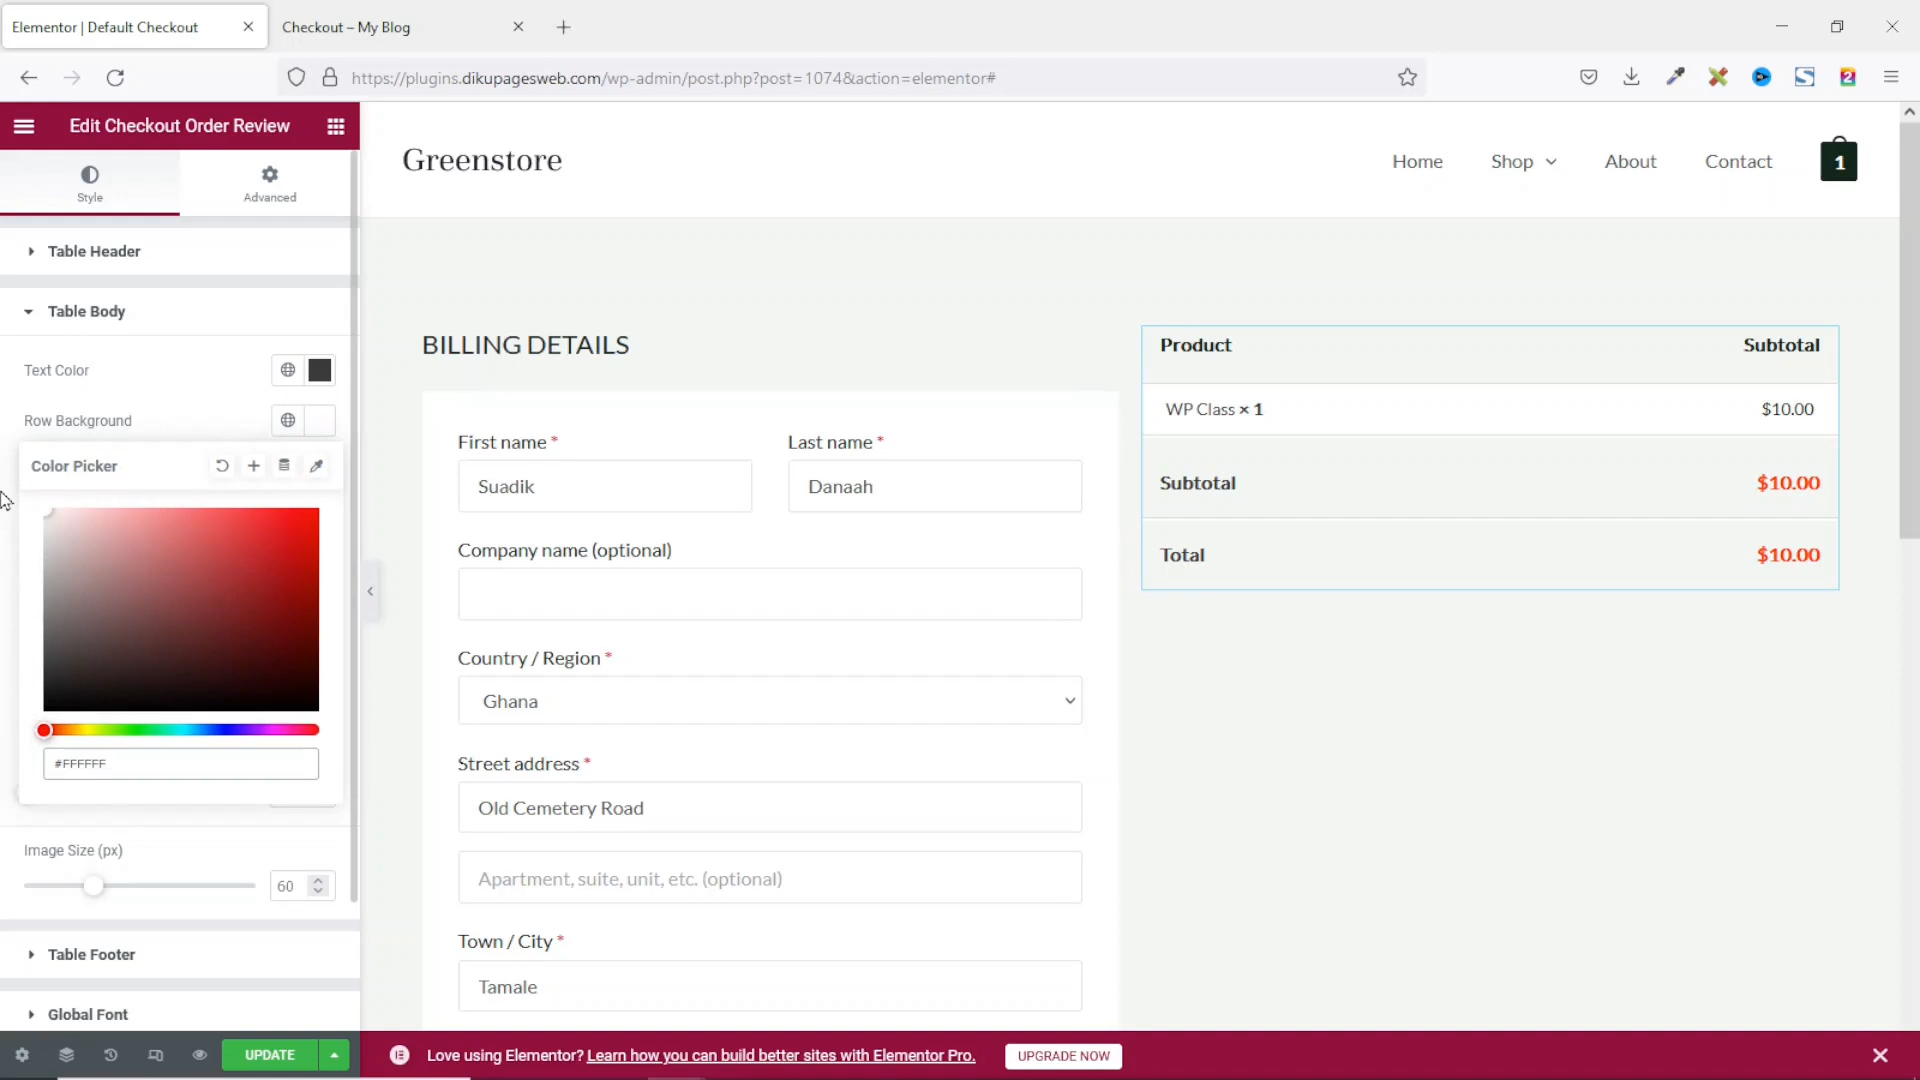 Elementor | Default Checkout
Checkout – My Blog
https://plugins.dikupagesweb.com/wp-admin/post.php?post=1074&action=elementor#
2
Edit Checkout Order Review
Style
Advanced
Table Header
Table Body
Text Color
Row Background
Color Picker
#FFFFFF
Image Size (px)
60
Table Footer
Global Font
UPDATE
Greenstore
Home
Shop
About
Contact
1
BILLING DETAILS
First name *
Last name *
Suadik
Danaah
Company name (optional)
Country / Region *
Ghana
Street address *
Old Cemetery Road
Apartment, suite, unit, etc. (optional)
Town / City *
Tamale
Product Subtotal
WP Class × 1 $10.00
Subtotal $10.00
Total $10.00
Love using Elementor? Learn how you can build better sites with Elementor Pro.
UPGRADE NOW